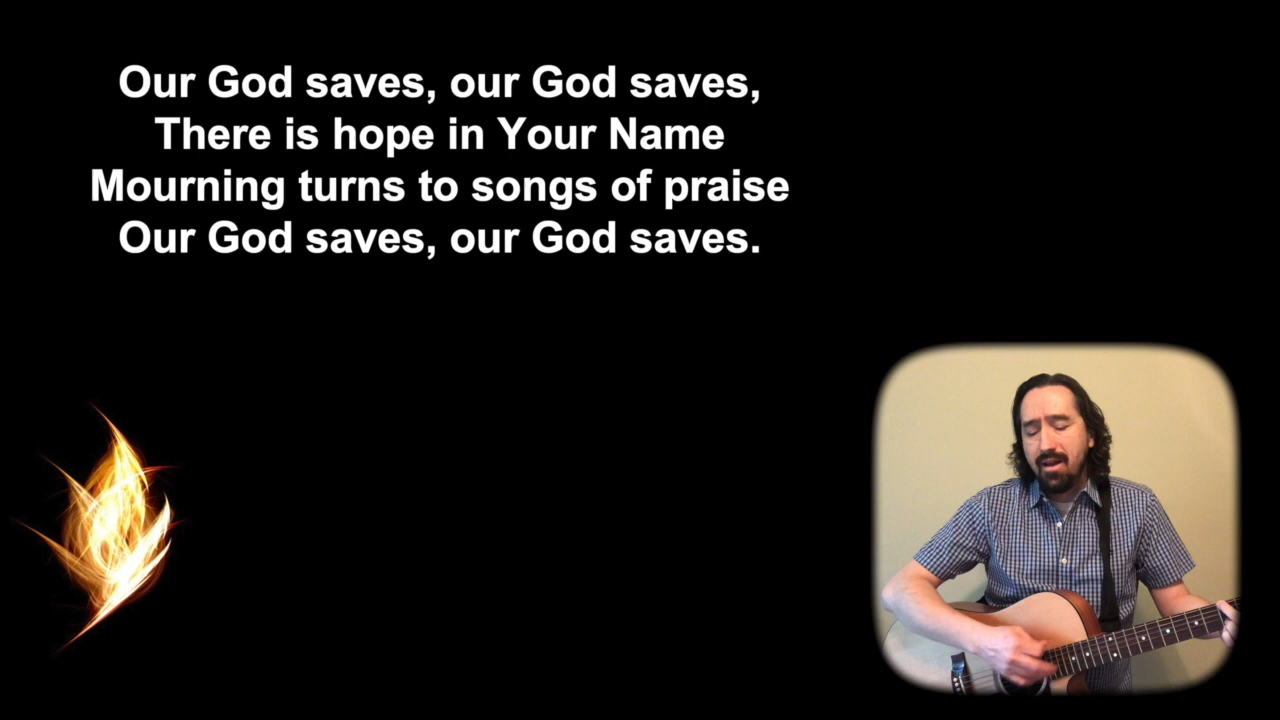 Our God saves, our God saves,
There is hope in Your Name
Mourning turns to songs of praise
Our God saves, our God saves.